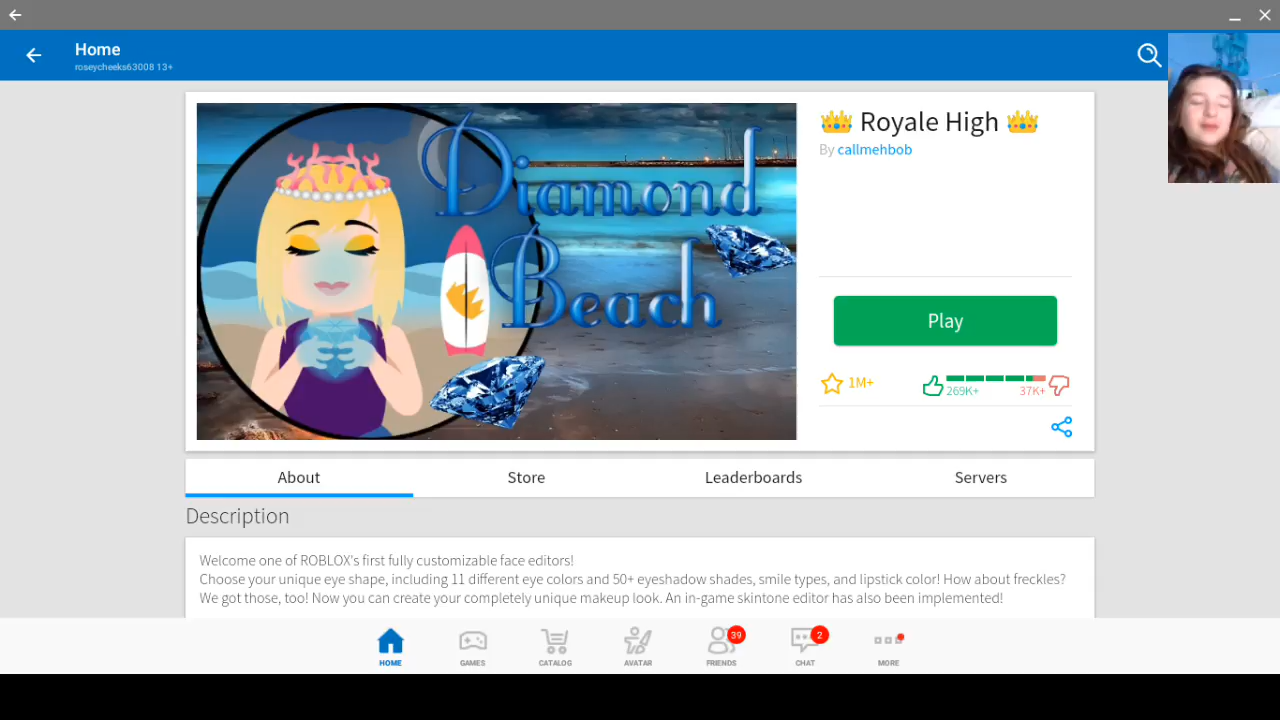 Home
roseycheeks63008 13+
Diamond
Beach
👑 Royale High 👑
By callmehbob
Play
1M+
269K+
37K+
About
Store
Leaderboards
Servers
Description
Welcome one of ROBLOX's first fully customizable face editors!
Choose your unique eye shape, including 11 different eye colors and 50+ eyeshadow shades, smile types, and lipstick color! How about freckles?
We got those, too! Now you can create your completely unique makeup look. An in-game skintone editor has also been implemented!
39
2
HOME
GAMES
CATALOG
AVATAR
FRIENDS
CHAT
MORE